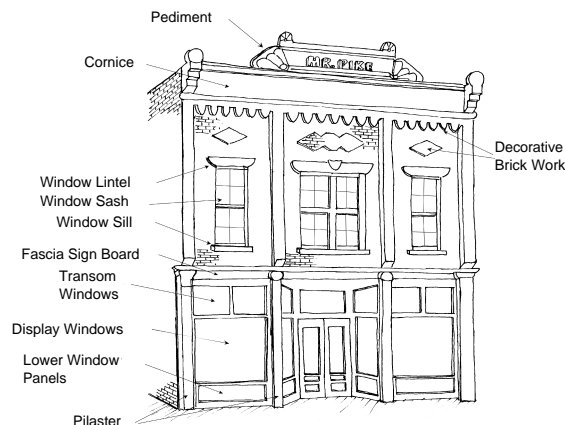 Pediment
MR. PIKE
Cornice
Decorative
Brick Work
Window Lintel
Window Sash
Window Sill
Fascia Sign Board
Transom
Windows
Display Windows
Lower Window
Panels
Pilaster